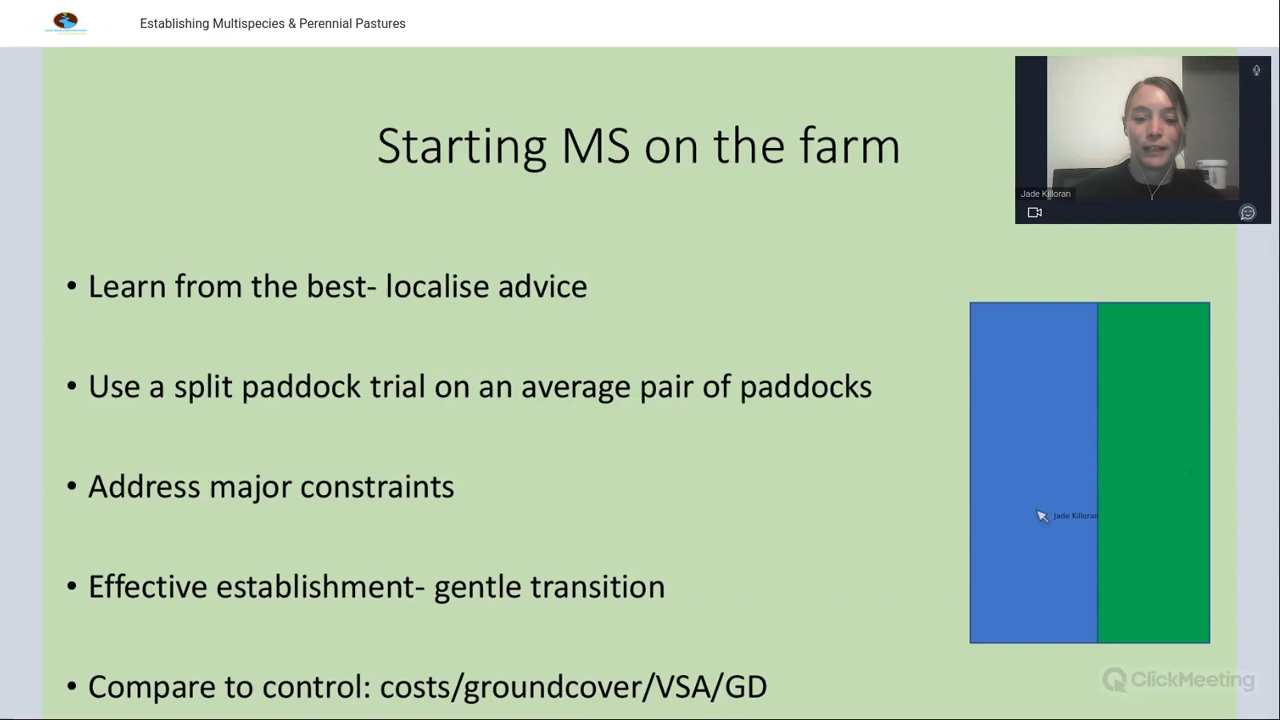 Establishing Multispecies & Perennial Pastures
Starting MS on the farm
Jade Killoran
• Learn from the best- localise advice
• Use a split paddock trial on an average pair of paddocks
• Address major constraints
Jade Killoran
• Effective establishment- gentle transition
• Compare to control: costs/groundcover/VSA/GD
ClickMeeting